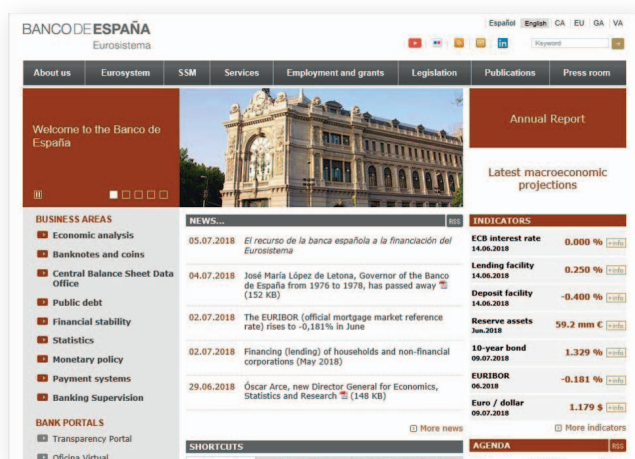 BANCO DE ESPAÑA
Eurosistema
Español English CA EU GA VA
in
Keyword
About us Eurosystem SSM Services Employment and grants Legislation Publications Press room
Welcome to the Banco de
España
Annual Report
Latest macroeconomic
projections
BUSINESS AREAS
Economic analysis
Banknotes and coins
Central Balance Sheet Data
Office
Public debt
Financial stability
Statistics
Monetary policy
Payment systems
Banking Supervision
BANK PORTALS
Transparency Portal
Oficina Virtual
NEWS... RSS
05.07.2018 El recurso de la banca española a la financiación del
Eurosistema
04.07.2018 José María López de Letona, Governor of the Banco
de España from 1976 to 1978, has passed away
(152 KB)
02.07.2018 The EURIBOR (official mortgage market reference
rate) rises to -0,181% in June
02.07.2018 Financing (lending) of households and non-financial
corporations (May 2018)
29.06.2018 Óscar Arce, new Director General for Economics,
Statistics and Research (148 KB)
More news
SHORTCUTS
INDICATORS
ECB interest rate
14.06.2018 0.000 % +info
Lending facility
14.06.2018 0.250 % +info
Deposit facility
14.06.2018 -0.400 % +info
Reserve assets
Jun.2018 59.2 mm € +info
10-year bond
09.07.2018 1.329 % +info
EURIBOR
06.2018 -0.181 % +info
Euro / dollar
09.07.2018 1.179 $ +info
More indicators
AGENDA RSS